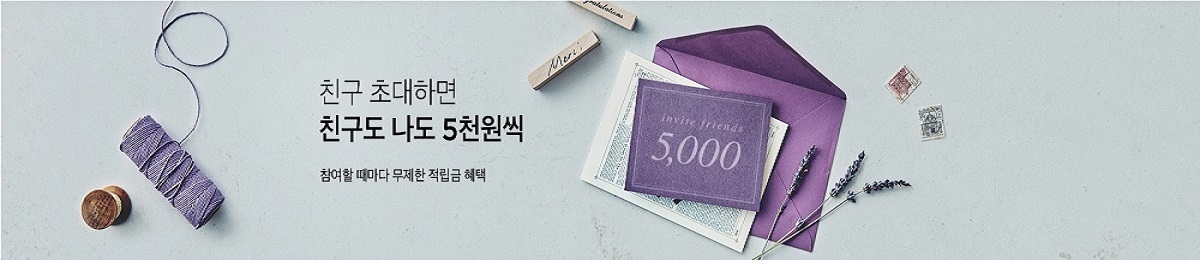 친구 초대하면
친구도 나도 5천원씩
참여할 때마다 무제한 적립금 혜택
Merci
invite friends
5,000